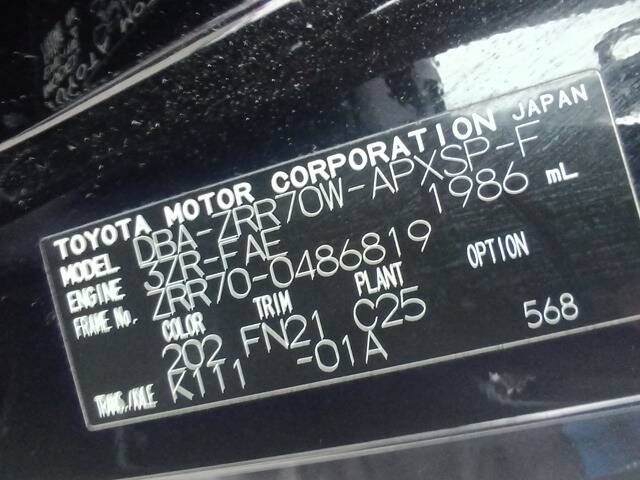 TOYOTA MOTOR CORPORATION JAPAN
MODEL DBA-ZRR70W-APXSP-F
ENGINE 3ZR-FAE 1986 mL
FRAME No. ZRR70-0486819
COLOR TRIM PLANT OPTION
202 FN21 C25 568
TRANS./AXLE K111 -01A